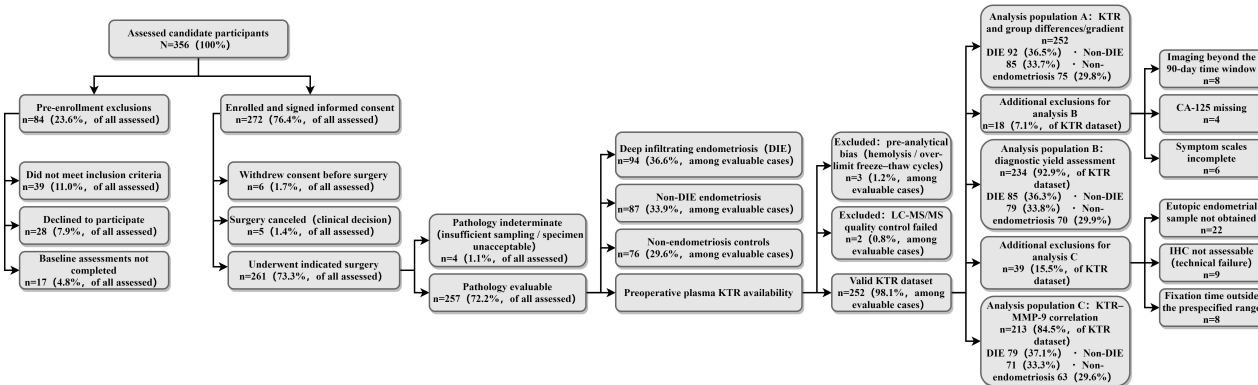 Assessed candidate participants
N=356（100%）
Pre-enrollment exclusions
n=84（23.6%，of all assessed）
Did not meet inclusion criteria
n=39（11.0%，of all assessed）
Declined to participate
n=28（7.9%，of all assessed）
Baseline assessments not
completed
n=17（4.8%，of all assessed）
Enrolled and signed informed consent
n=272（76.4%，of all assessed）
Withdrew consent before surgery
n=6（1.7%，of all assessed）
Surgery canceled（clinical decision）
n=5（1.4%，of all assessed）
Underwent indicated surgery
n=261（73.3%，of all assessed）
Pathology indeterminate
（insufficient sampling / specimen
unacceptable）
n=4（1.1%，of all assessed）
Pathology evaluable
n=257（72.2%，of all assessed）
Deep infiltrating endometriosis（DIE）
n=94（36.6%，among evaluable cases）
Non-DIE endometriosis
n=87（33.9%，among evaluable cases）
Non-endometriosis controls
n=76（29.6%，among evaluable cases）
Preoperative plasma KTR availability
Excluded：pre-analytical
bias（hemolysis / over-
limit freeze–thaw cycles）
n=3（1.2%，among
evaluable cases）
Excluded：LC-MS/MS
quality control failed
n=2（0.8%，among
evaluable cases）
Valid KTR dataset
n=252（98.1%，among
evaluable cases）
Analysis population A：KTR
and group differences/gradient
n=252
DIE 92（36.5%） · Non-DIE
85（33.7%） · Non-
endometriosis 75（29.8%）
Additional exclusions for
analysis B
n=18（7.1%，of KTR dataset）
Analysis population B：
diagnostic yield assessment
n=234（92.9%，of KTR
dataset）
DIE 85（36.3%） · Non-DIE
79（33.8%） · Non-
endometriosis 70（29.9%）
Additional exclusions for
analysis C
n=39（15.5%，of KTR
dataset）
Analysis population C：KTR–
MMP-9 correlation
n=213（84.5%，of KTR
dataset）
DIE 79（37.1%） · Non-DIE
71（33.3%） · Non-
endometriosis 63（29.6%）
Imaging beyond the
90-day time window
n=8
CA-125 missing
n=4
Symptom scales
incomplete
n=6
Eutopic endometrial
sample not obtained
n=22
IHC not assessable
（technical failure）
n=9
Fixation time outside
the prespecified range
n=8